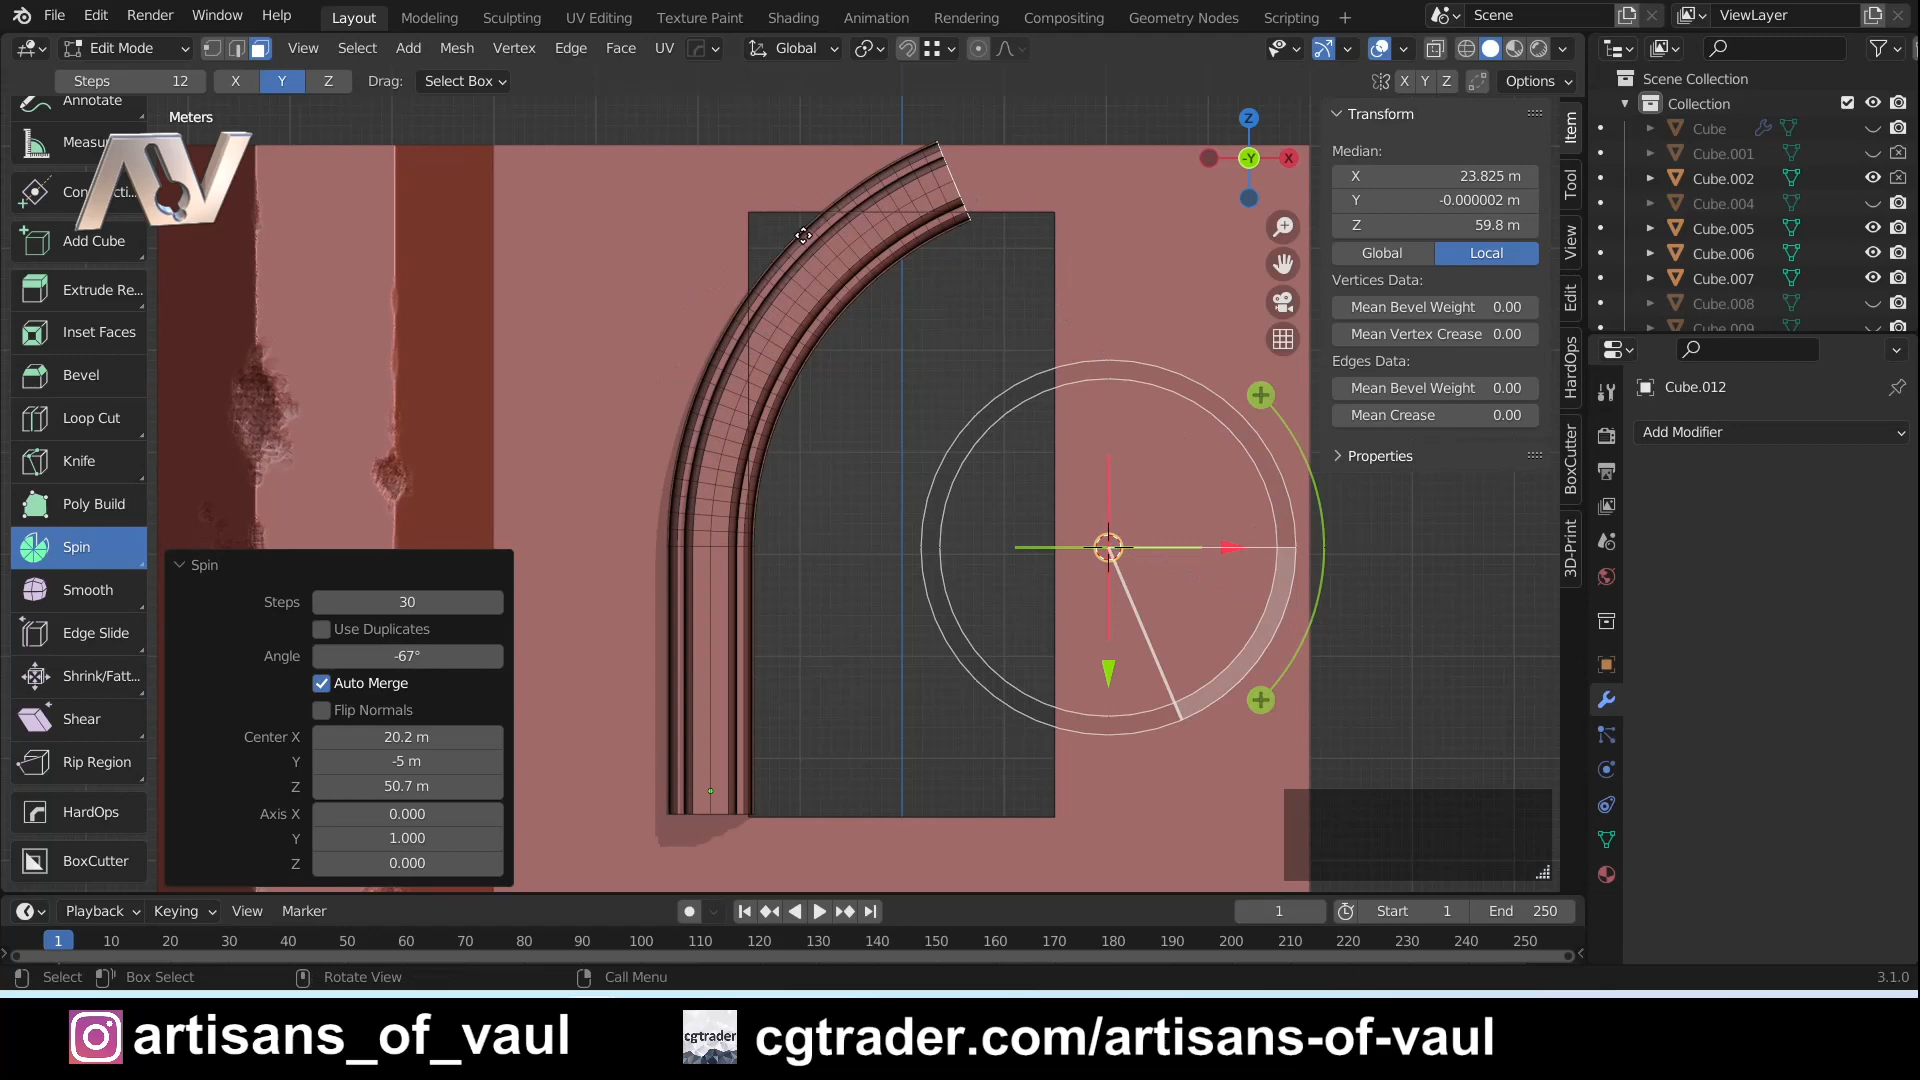 File Edit Render Window Help Layout Modeling Sculpting UV Editing Texture Paint Shading Animation Rendering Compositing Geometry Nodes Scripting + Scene ViewLayer
Edit Mode View Select Add Mesh Vertex Edge Face UV Global
Steps 12 X Y Z Drag: Select Box X Y Z Options
Annotate
Meters
Add Cube
Extrude Re...
Inset Faces
Bevel
Loop Cut
Knife
Poly Build
Spin
Smooth
Edge Slide
Shrink/Fatt...
Shear
Rip Region
HardOps
BoxCutter
AV
Spin
Steps 30
Use Duplicates
Angle -67°
Auto Merge
Flip Normals
Center X 20.2 m
Y -5 m
Z 50.7 m
Axis X 0.000
Y 1.000
Z 0.000
Z
-Y X
Transform
Median:
X 23.825 m
Y -0.000002 m
Z 59.8 m
Global Local
Vertices Data:
Mean Bevel Weight 0.00
Mean Vertex Crease 0.00
Edges Data:
Mean Bevel Weight 0.00
Mean Crease 0.00
Properties
Item
Tool
View
Edit
HardOps
BoxCutter
3D-Print
Scene Collection
Collection
Cube
Cube.001
Cube.002
Cube.004
Cube.005
Cube.006
Cube.007
Cube.008
Cube.009
Cube.012
Add Modifier
Playback Keying View Marker 1 Start 1 End 250
1 10 20 30 40 50 60 70 80 90 100 110 120 130 140 150 160 170 180 190 200 210 220 230 240 250
Select Box Select Rotate View Call Menu 3.1.0
artisans_of_vaul cgtrader cgtrader.com/artisans-of-vaul